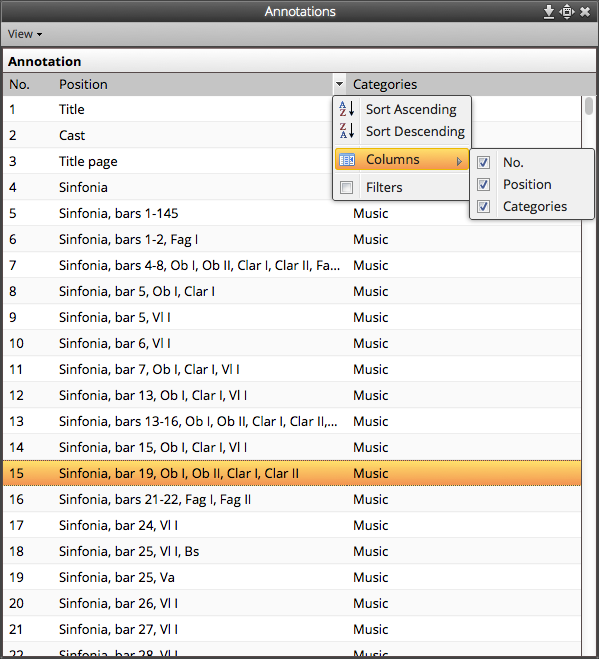 Annotations
View
Annotation
No. Position Categories
1 Title
2 Cast
3 Title page
4 Sinfonia
Sort Ascending
Sort Descending
Columns
Filters
No.
Position
Categories
5 Sinfonia, bars 1-145 Music
6 Sinfonia, bars 1-2, Fag I Music
7 Sinfonia, bars 4-8, Ob I, Ob II, Clar I, Clar II, Fa... Music
8 Sinfonia, bar 5, Ob I, Clar I Music
9 Sinfonia, bar 5, Vl I Music
10 Sinfonia, bar 6, Vl I Music
11 Sinfonia, bar 7, Ob I, Clar I, Vl I Music
12 Sinfonia, bar 13, Ob I, Clar I, Vl I Music
13 Sinfonia, bars 13-16, Ob I, Ob II, Clar I, Clar II,... Music
14 Sinfonia, bar 15, Ob I, Clar I, Vl I Music
15 Sinfonia, bar 19, Ob I, Ob II, Clar I, Clar II Music
16 Sinfonia, bars 21-22, Fag I, Fag II Music
17 Sinfonia, bar 24, Vl I Music
18 Sinfonia, bar 25, Vl I, Bs Music
19 Sinfonia, bar 25, Va Music
20 Sinfonia, bar 26, Vl I Music
21 Sinfonia, bar 27, Vl I Music
22 Sinfonia, bar 28, Vl I Music